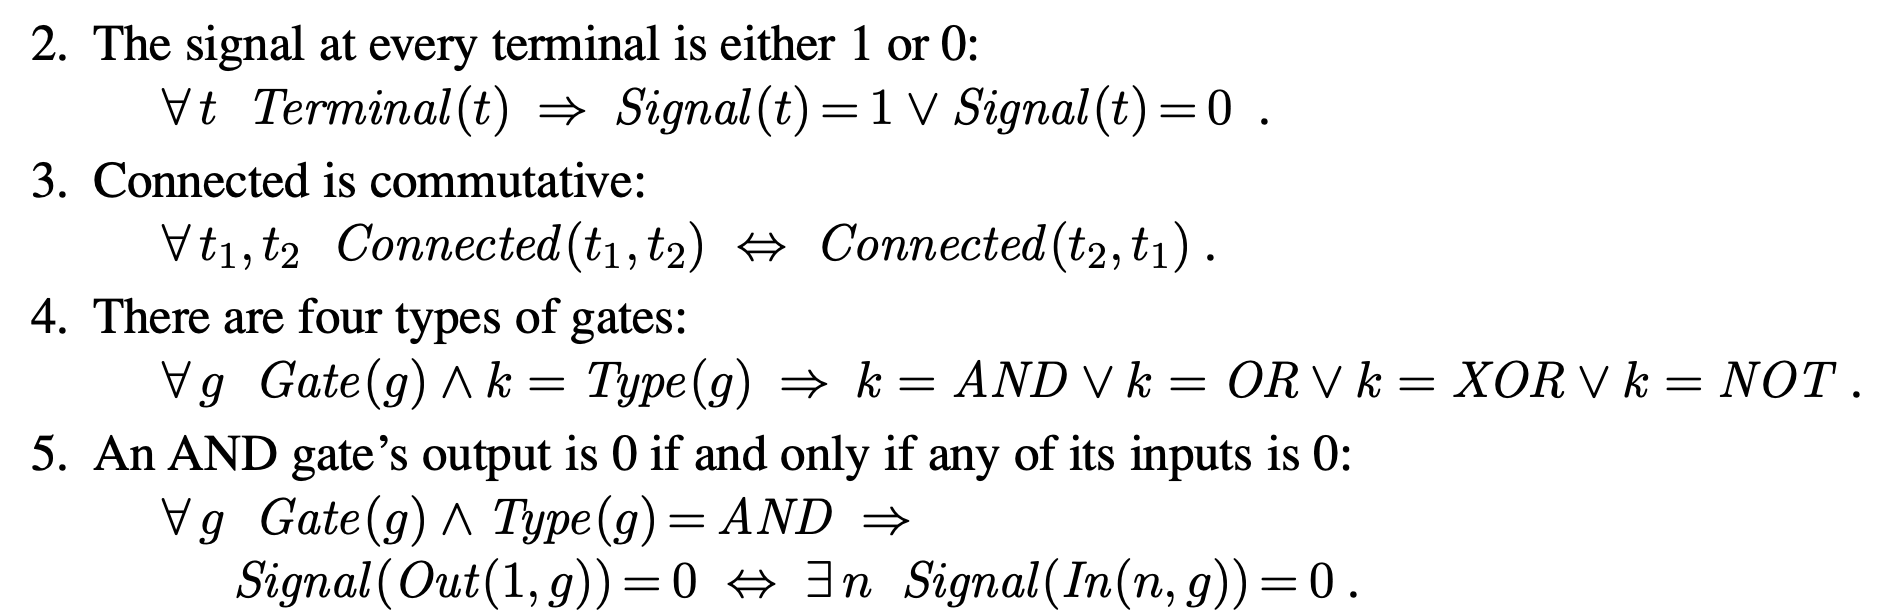 2. The signal at every terminal is either 1 or 0:
∀ t Terminal(t) ⇒ Signal(t) = 1 ∨ Signal(t) = 0 .
3. Connected is commutative:
∀ t₁, t₂ Connected(t₁, t₂) ⇔ Connected(t₂, t₁) .
4. There are four types of gates:
∀ g Gate(g) ∧ k = Type(g) ⇒ k = AND ∨ k = OR ∨ k = XOR ∨ k = NOT .
5. An AND gate’s output is 0 if and only if any of its inputs is 0:
∀ g Gate(g) ∧ Type(g) = AND ⇒
Signal(Out(1, g)) = 0 ⇔ ∃ n Signal(In(n, g)) = 0 .